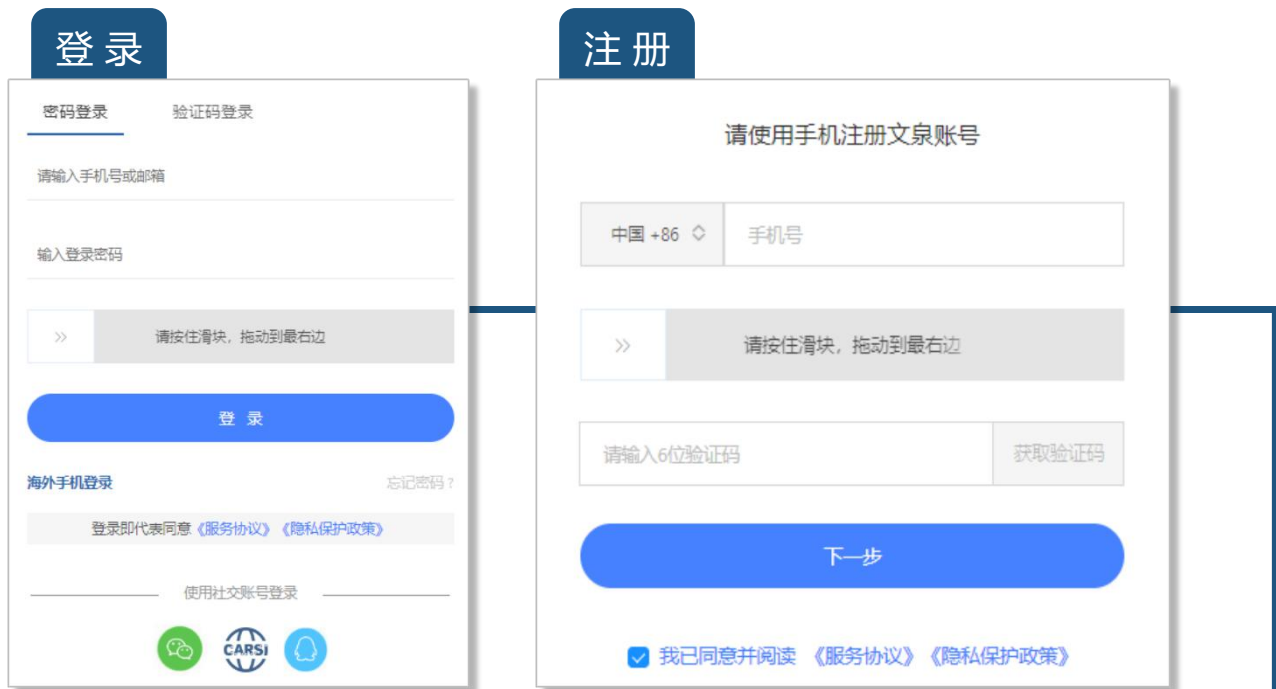 登录
密码登录 验证码登录
请输入手机号或邮箱
输入登录密码
>> 请按住滑块，拖动到最右边
登 录
海外手机登录 忘记密码？
登录即代表同意《服务协议》《隐私保护政策》
使用社交账号登录
CARSI
注册
请使用手机注册文泉账号
中国 +86 手机号
>> 请按住滑块，拖动到最右边
请输入6位验证码 获取验证码
下一步
我已同意并阅读 《服务协议》《隐私保护政策》